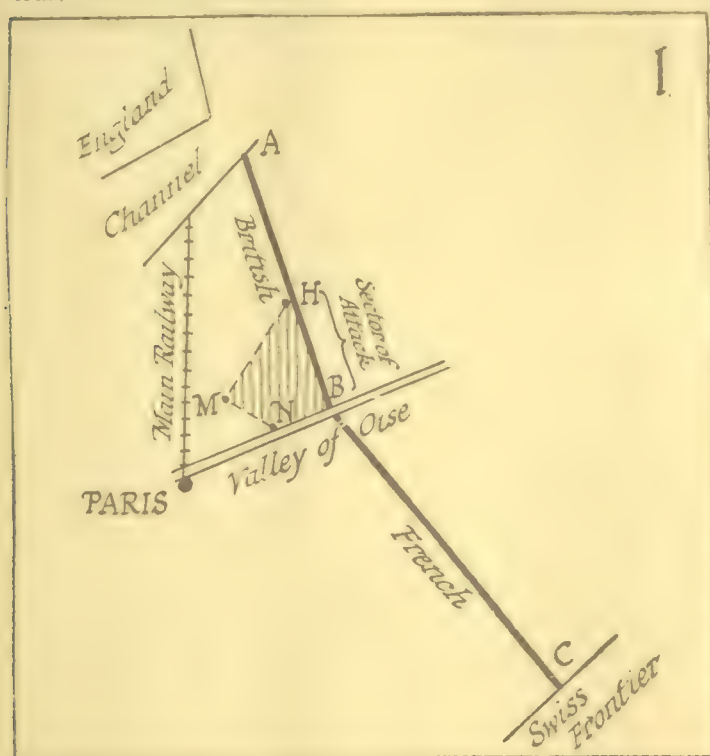 I.
England
Channel
A
British
H
Sector of
Attack
Main Railway
M
N
B
Valley of Oise
PARIS
French
C
Swiss
Frontier